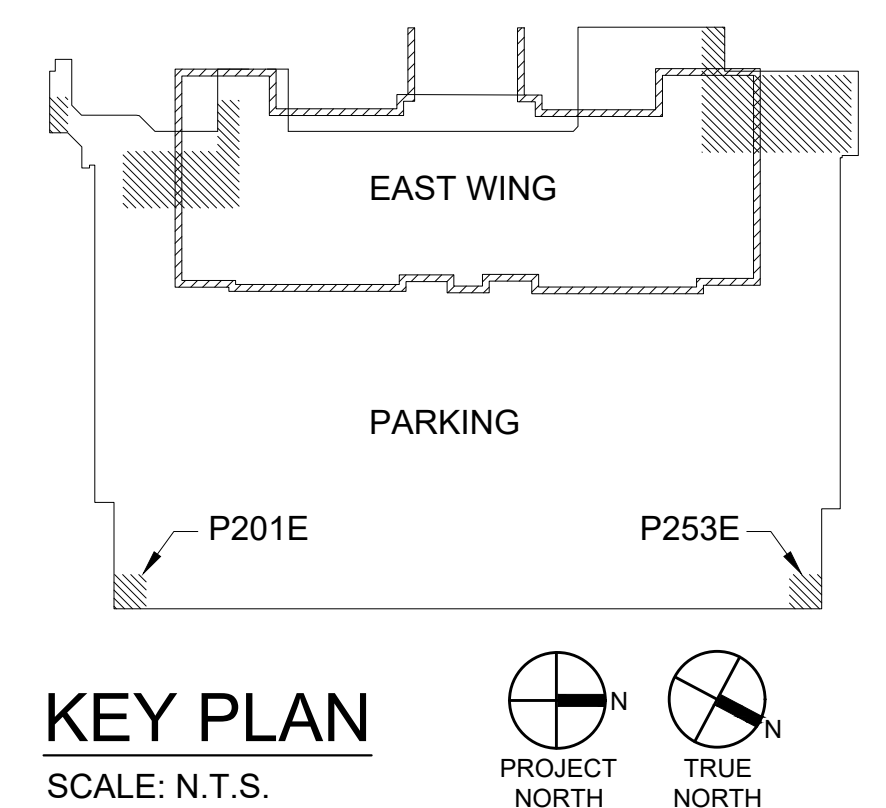 EAST WING
PARKING
P201E
P253E
KEY PLAN
SCALE: N.T.S.
N
PROJECT
NORTH
N
TRUE
NORTH